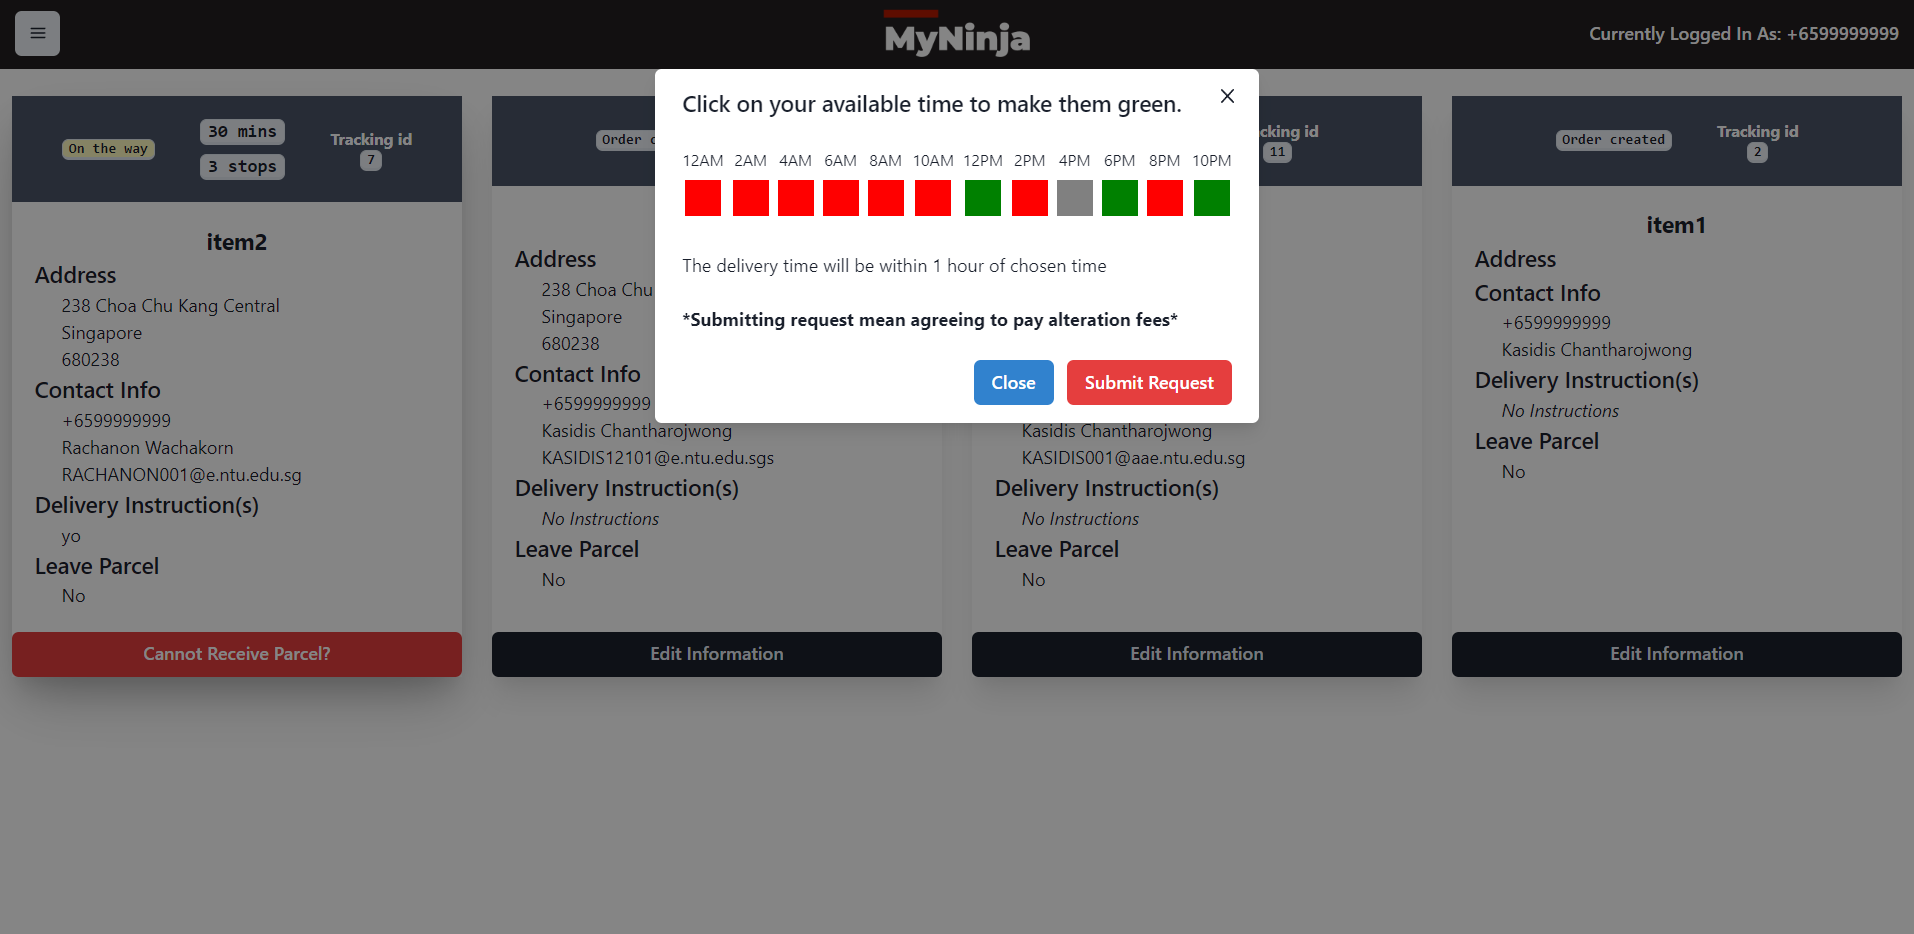 MyNinja
Currently Logged In As: +6599999999
Click on your available time to make them green.
12AM 2AM 4AM 6AM 8AM 10AM 12PM 2PM 4PM 6PM 8PM 10PM
The delivery time will be within 1 hour of chosen time
*Submitting request mean agreeing to pay alteration fees*
Close
Submit Request
On the way
30 mins
3 stops
Tracking id
7
item2
Address
238 Choa Chu Kang Central
Singapore
680238
Contact Info
+6599999999
Rachanon Wachakorn
RACHANON001@e.ntu.edu.sg
Delivery Instruction(s)
yo
Leave Parcel
No
Cannot Receive Parcel?
Order
Address
238 Choa Chu
Singapore
680238
Contact Info
+6599999999
Kasidis Chantharojwong
KASIDIS12101@e.ntu.edu.sgs
Delivery Instruction(s)
No Instructions
Leave Parcel
No
Edit Information
cking id
11
Kasidis Chantharojwong
KASIDIS001@aae.ntu.edu.sg
Delivery Instruction(s)
No Instructions
Leave Parcel
No
Edit Information
Order created
Tracking id
2
item1
Address
Contact Info
+6599999999
Kasidis Chantharojwong
Delivery Instruction(s)
No Instructions
Leave Parcel
No
Edit Information